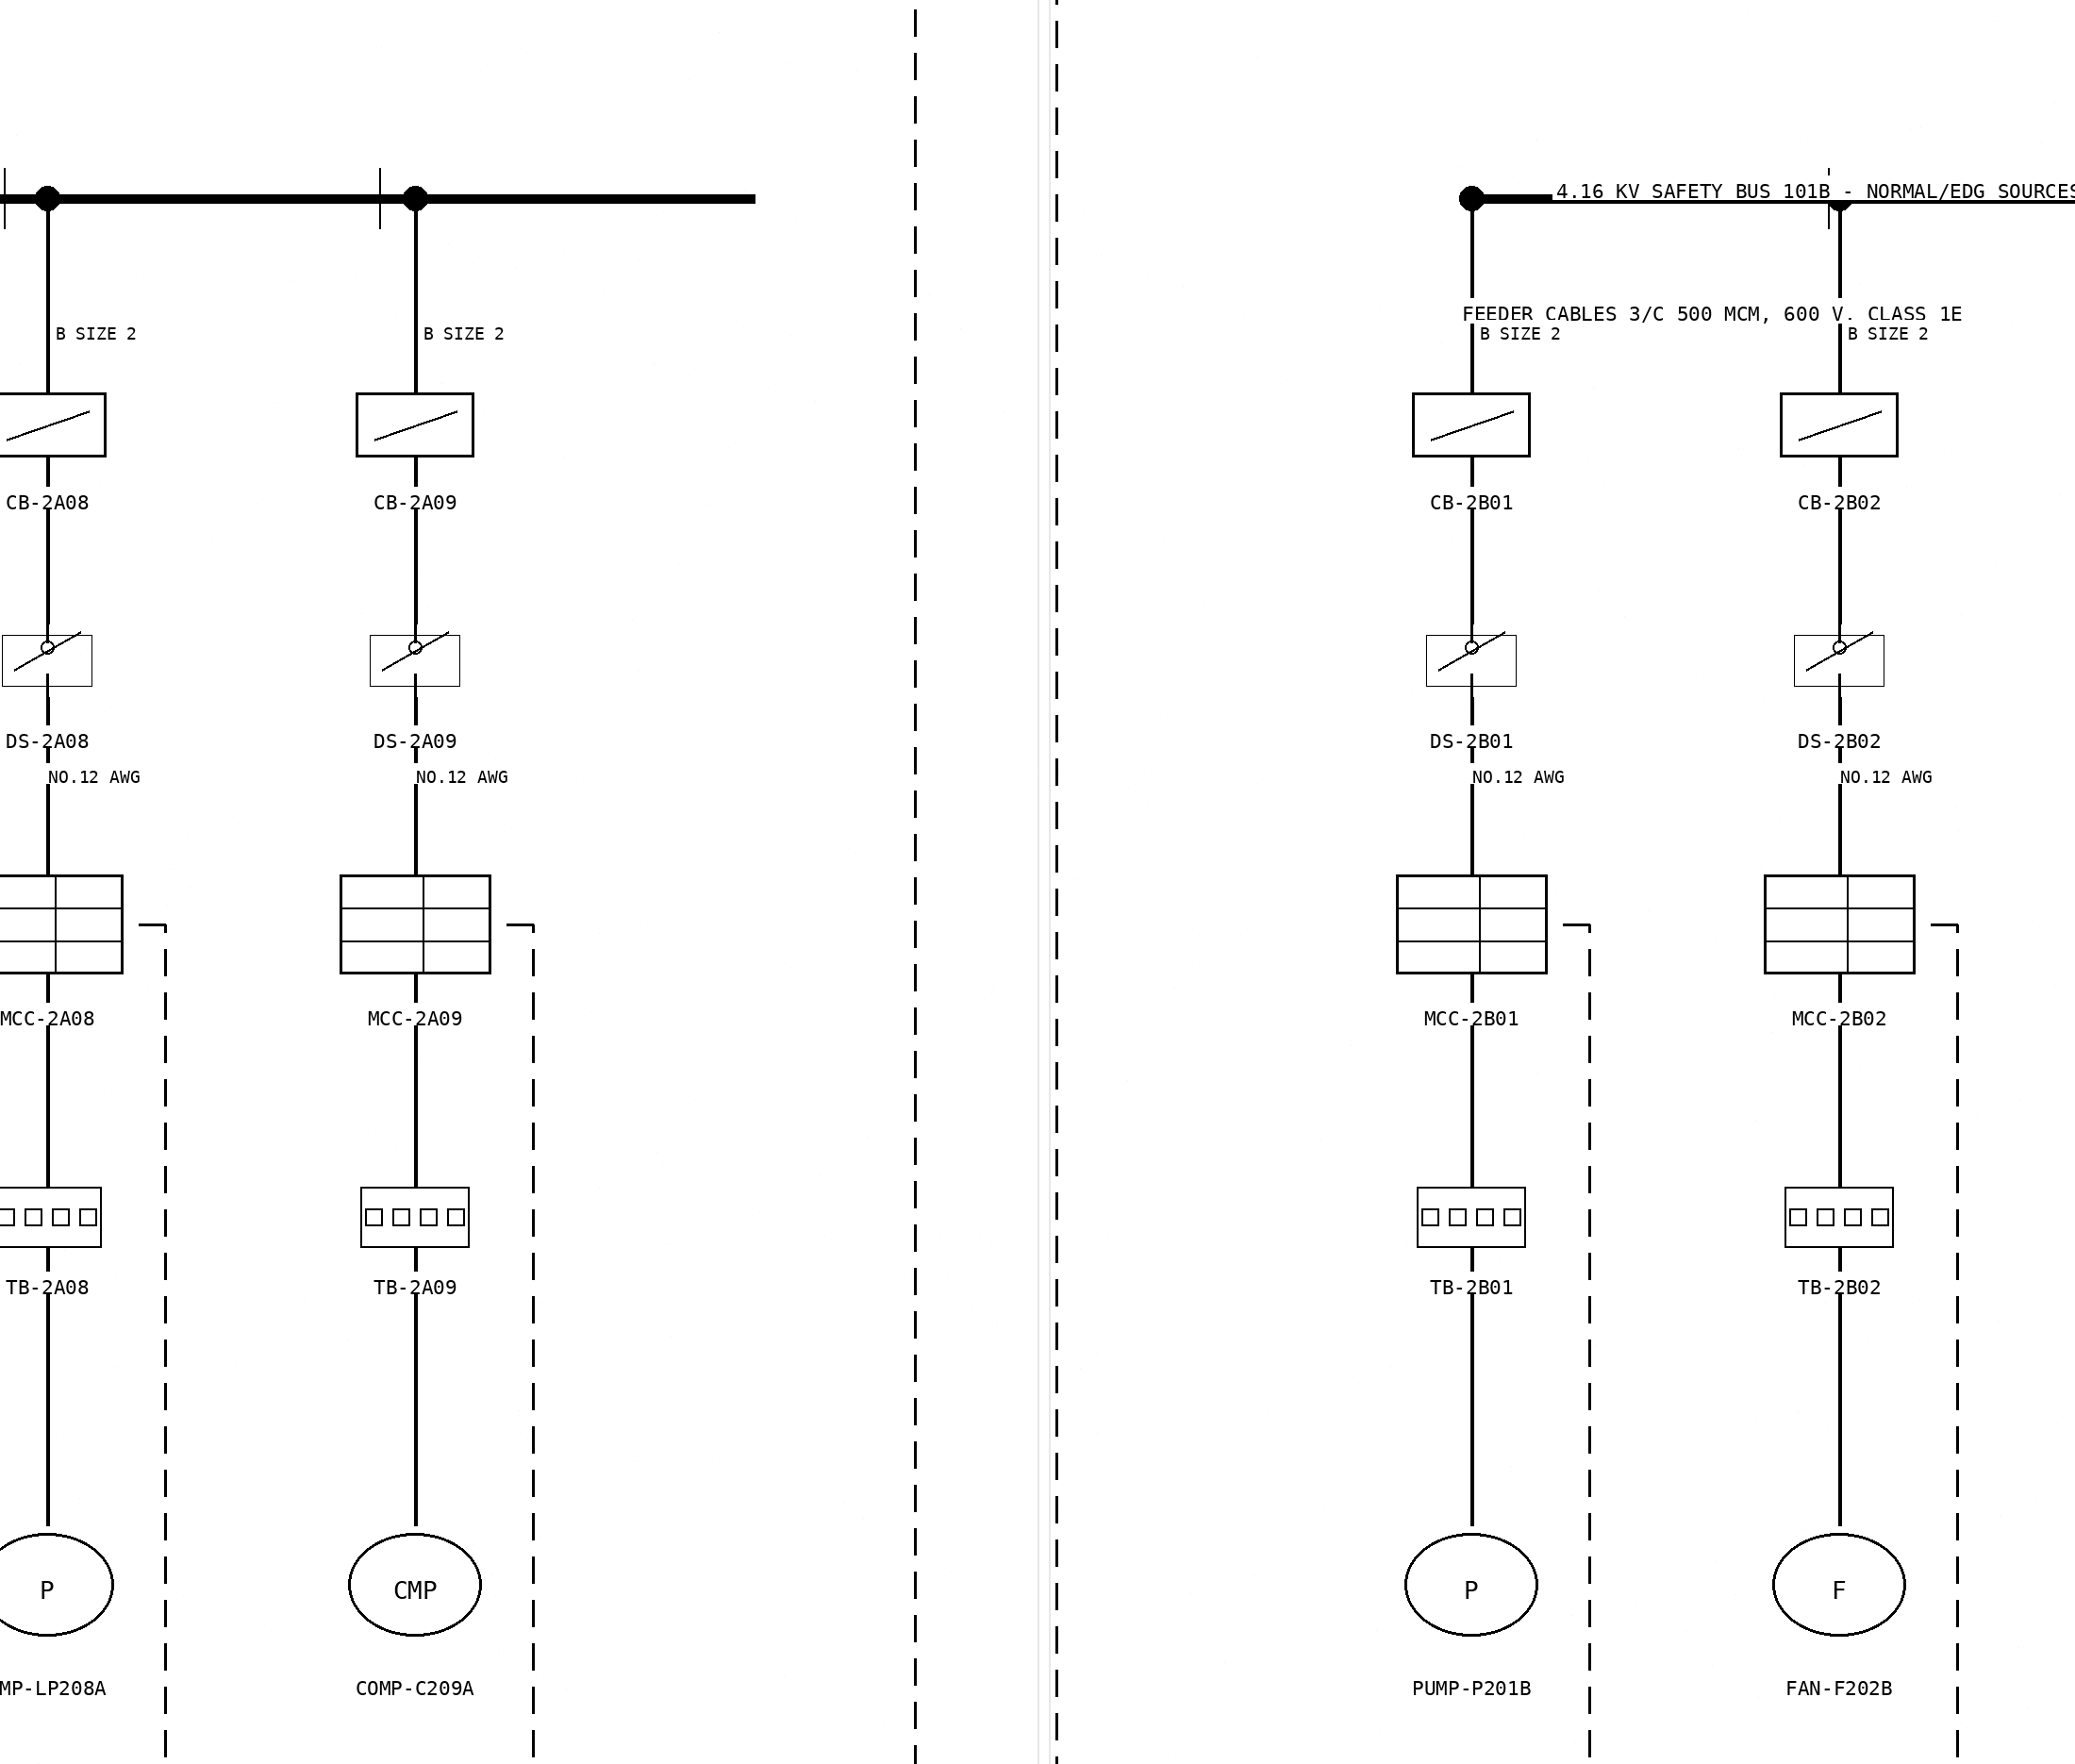 4.16 KV SAFETY BUS 101B - NORMAL/EDG SOURCES
FEEDER CABLES 3/C 500 MCM, 600 V. CLASS 1E
B SIZE 2
B SIZE 2
B SIZE 2
B SIZE 2
CB-2A08
CB-2A09
CB-2B01
CB-2B02
DS-2A08
DS-2A09
DS-2B01
DS-2B02
NO.12 AWG
NO.12 AWG
NO.12 AWG
NO.12 AWG
MCC-2A08
MCC-2A09
MCC-2B01
MCC-2B02
TB-2A08
TB-2A09
TB-2B01
TB-2B02
P
CMP
P
F
MP-LP208A
COMP-C209A
PUMP-P201B
FAN-F202B